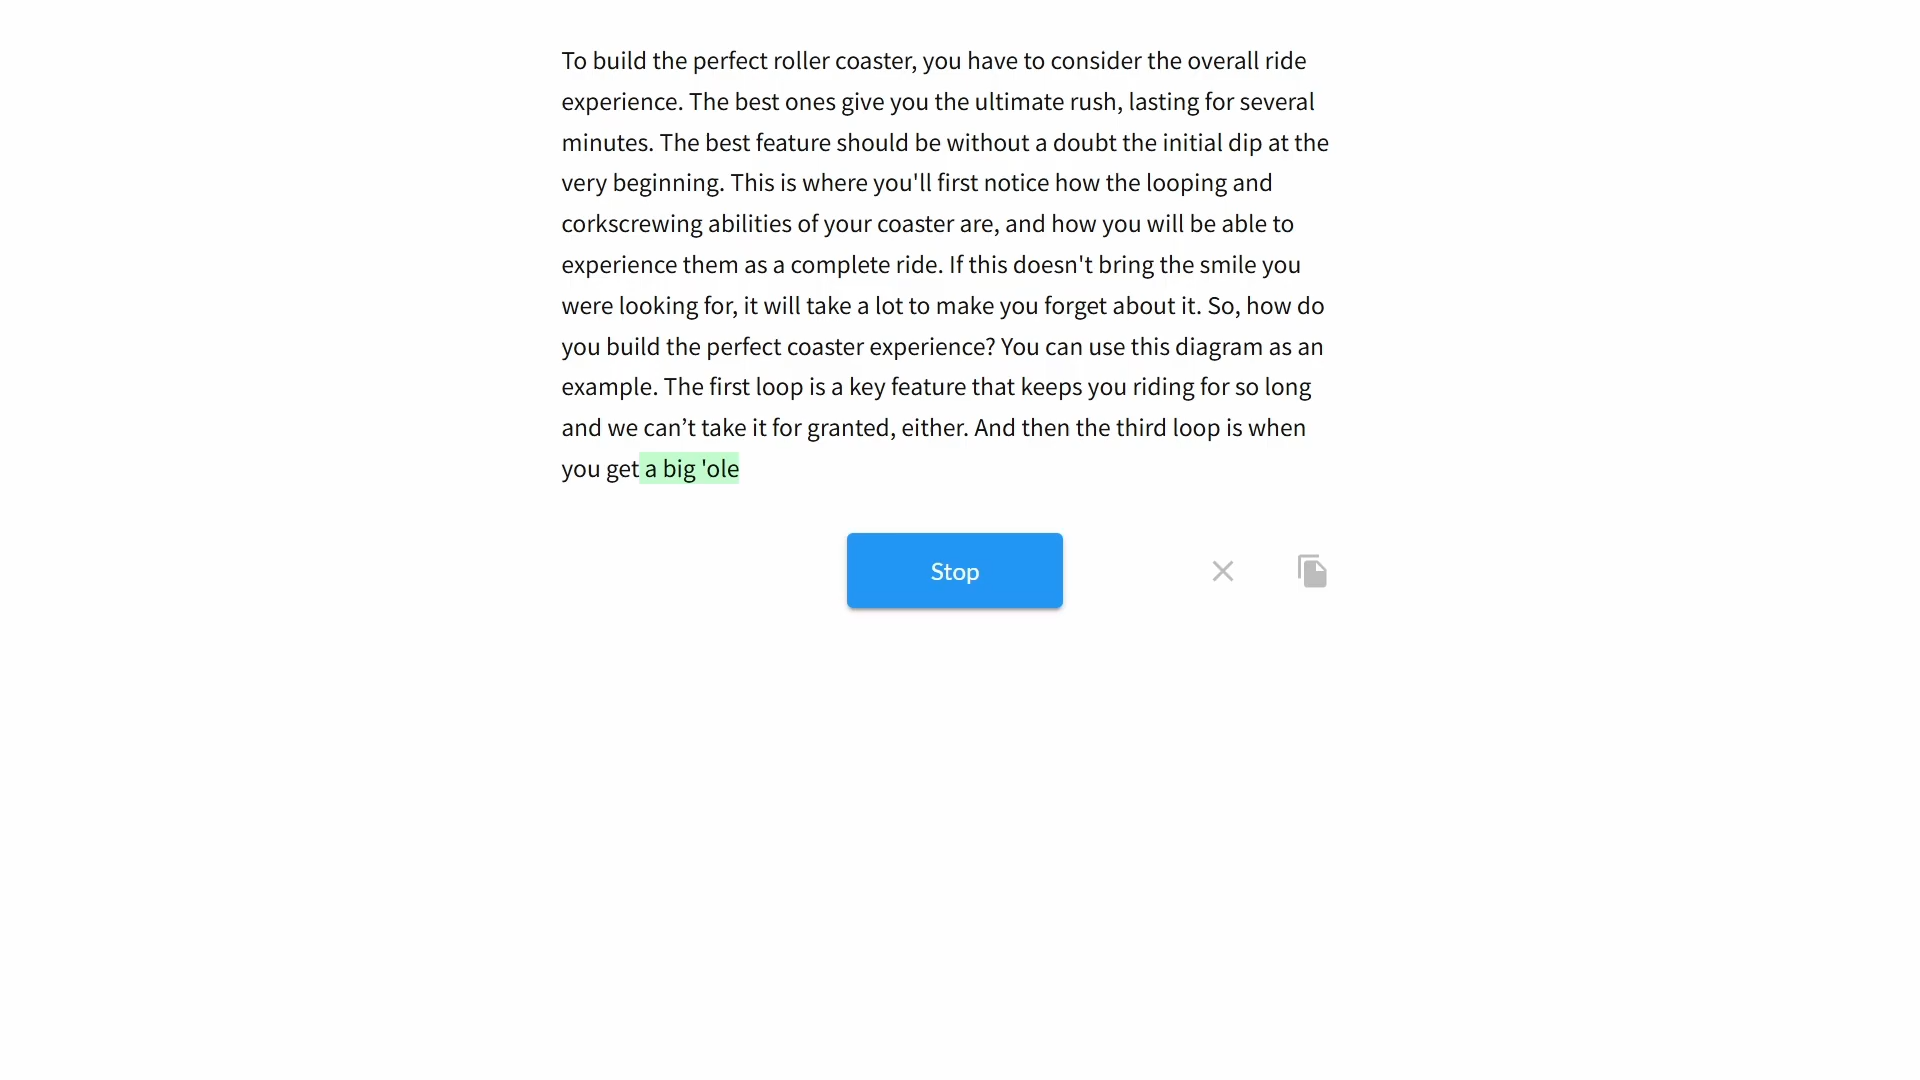 To build the perfect roller coaster, you have to consider the overall ride
experience. The best ones give you the ultimate rush, lasting for several
minutes. The best feature should be without a doubt the initial dip at the
very beginning. This is where you'll first notice how the looping and
corkscrewing abilities of your coaster are, and how you will be able to
experience them as a complete ride. If this doesn't bring the smile you
were looking for, it will take a lot to make you forget about it. So, how do
you build the perfect coaster experience? You can use this diagram as an
example. The first loop is a key feature that keeps you riding for so long
and we can’t take it for granted, either. And then the third loop is when
you get a big 'ole
Stop